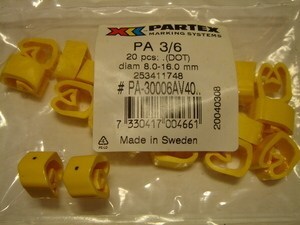 PARTEX
MARKING SYSTEMS
PA 3/6
20 pcs: .(DOT)
diam 8.0-16.0 mm
253411748
# PA-30006AV40..
7 330417 004661
20040308
Made in Sweden